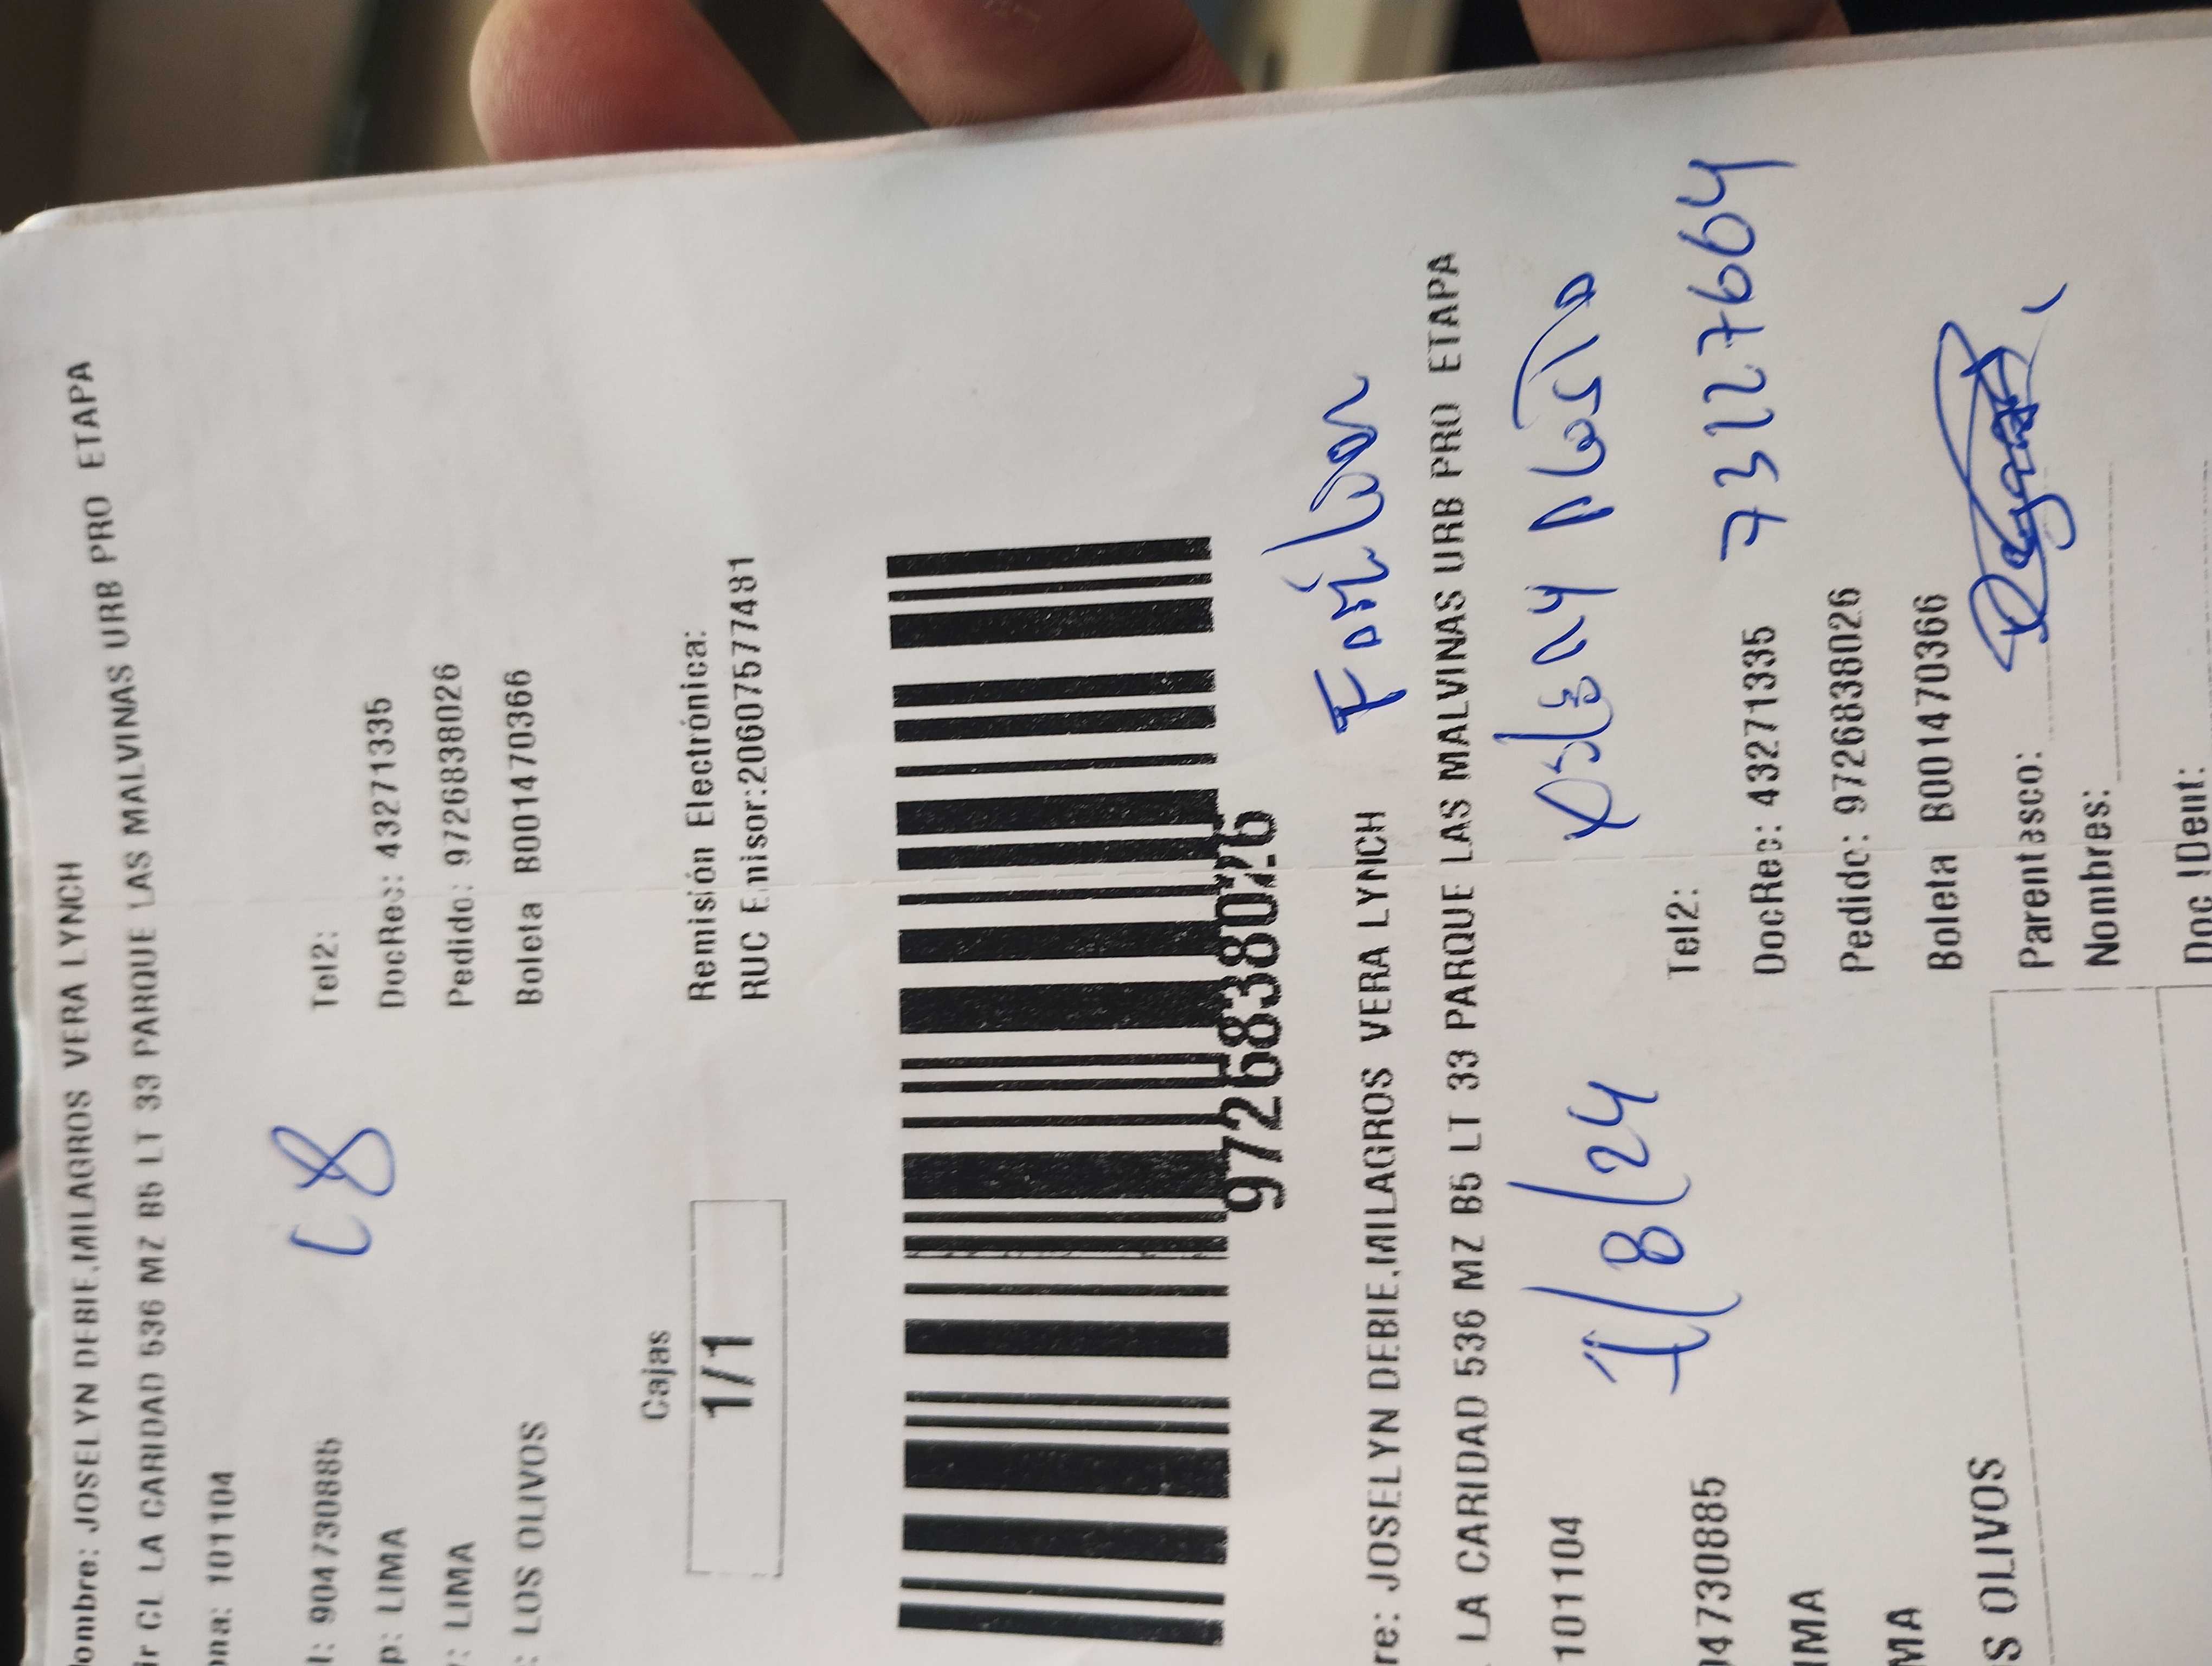 ombre: JOSELYN DEBIE,MILAGROS VERA LYNCH
ir CL LA CARIDAD 536 MZ B5 LT 33 PARQUE LAS MALVINAS URB PRO ETAPA
ona: 101104
l: 904730885
Tel2:
p: LIMA
DocRec: 43271335
: LIMA
Pedido: 9726838026
: LOS OLIVOS
Boleta B001470366
C8
Cajas
1/1
Remisión Electrónica:
RUC Emisor:20607577481
9726838026
Familiar
re: JOSELYN DEBIE,MILAGROS VERA LYNCH
LA CARIDAD 536 MZ B5 LT 33 PARQUE LAS MALVINAS URB PRO ETAPA
101104
1/8/24
73127604
04730885
Tel2:
IMA
DocRec: 43271335
MA
Pedido: 9726838026
S OLIVOS
Boleta B001470366
Parentesco:
Nombres:
Doc IDent: